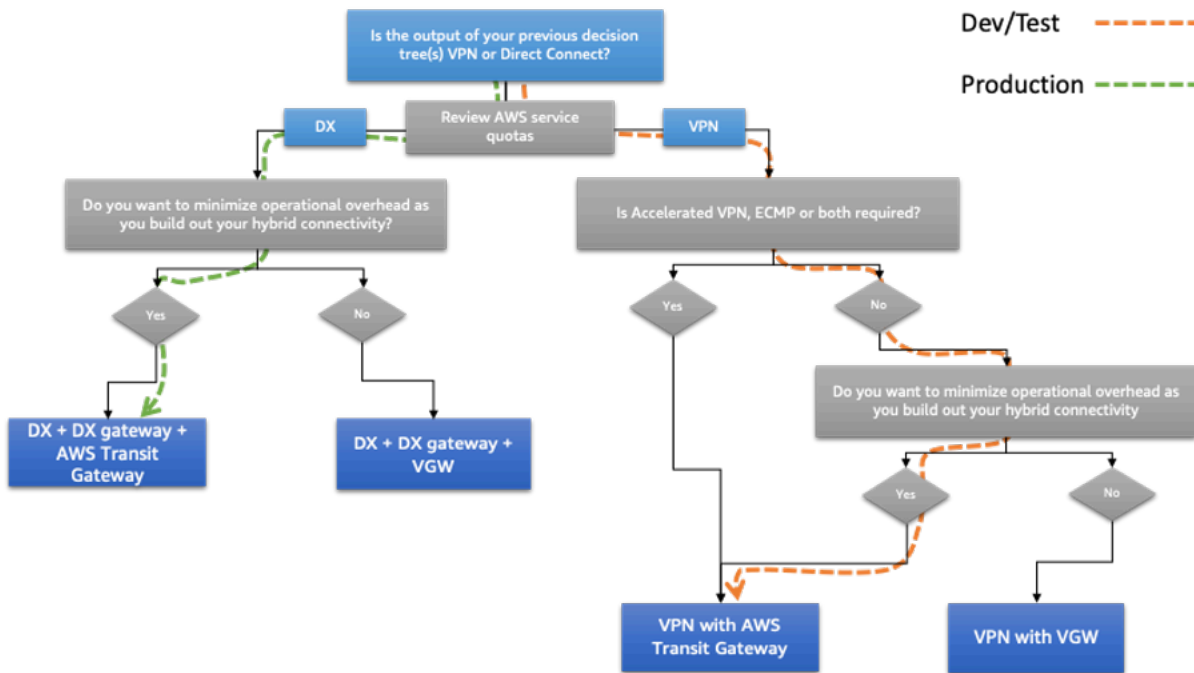 Is the output of your previous decision
tree(s) VPN or Direct Connect?
Dev/Test
Production
DX
Review AWS service
quotas
VPN
Do you want to minimize operational overhead as
you build out your hybrid connectivity?
Is Accelerated VPN, ECMP or both required?
Yes
No
Yes
No
Do you want to minimize operational overhead as
you build out your hybrid connectivity
DX + DX gateway +
AWS Transit
Gateway
DX + DX gateway +
VGW
Yes
No
VPN with AWS
Transit Gateway
VPN with VGW